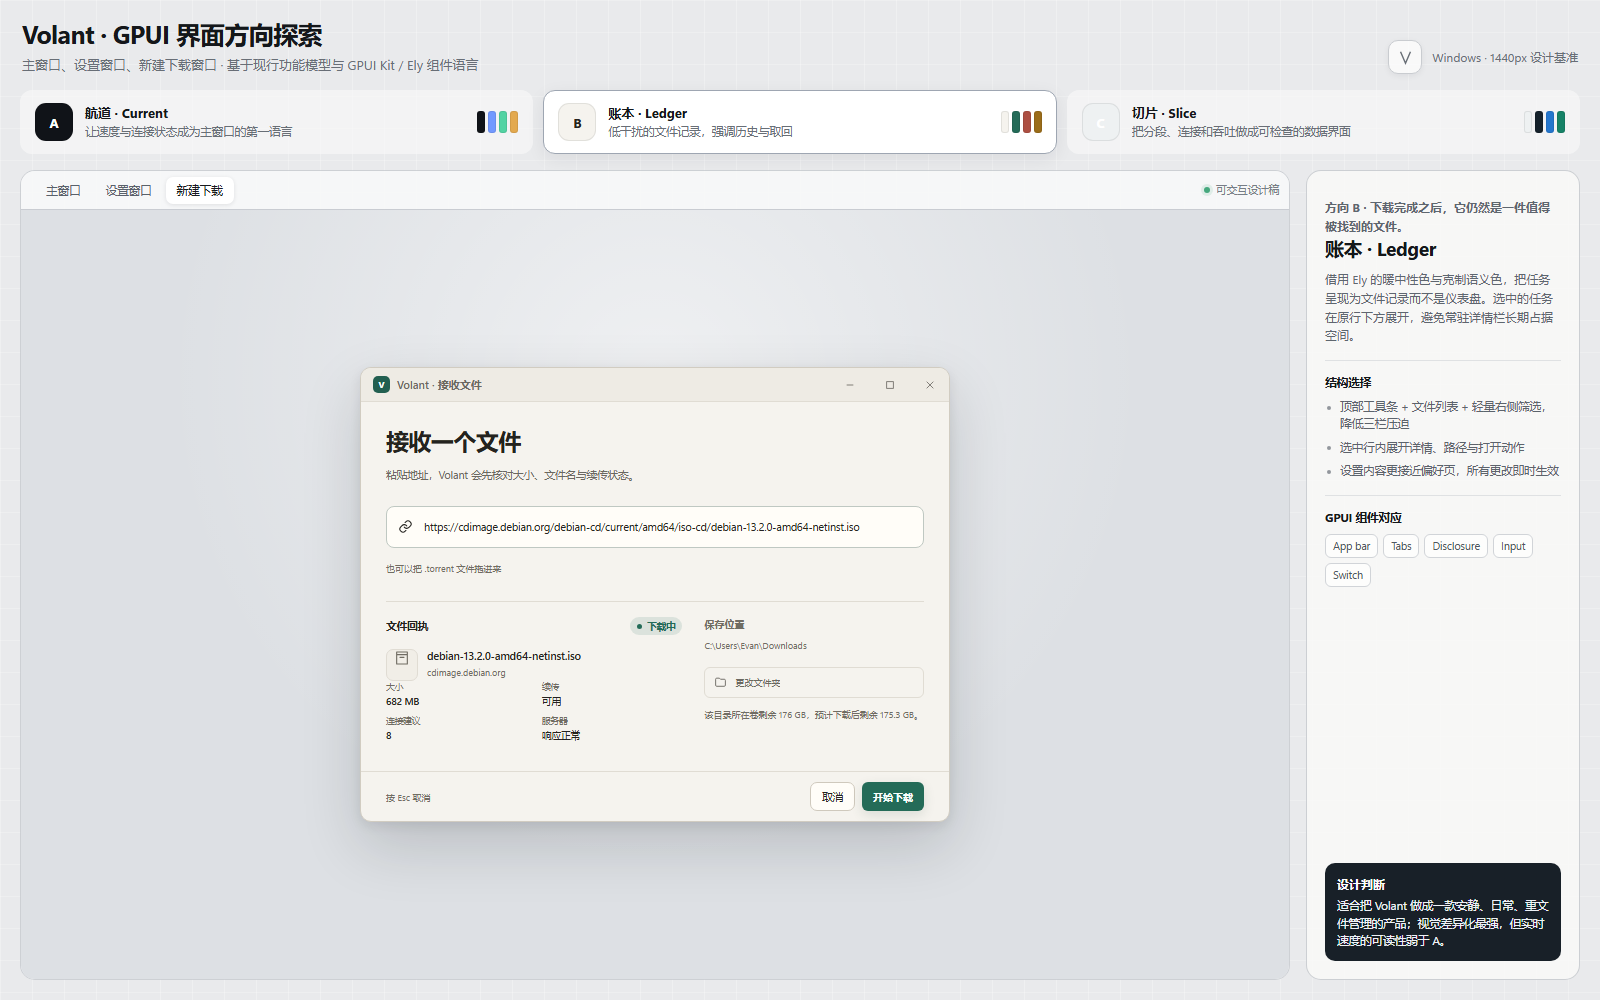 Volant · GPUI 界面方向探索
主窗口、设置窗口、新建下载窗口 · 基于现行功能模型与 GPUI Kit / Ely 组件语言
V
Windows · 1440px 设计基准
A
航道 · Current
让速度与连接状态成为主窗口的第一语言
B
账本 · Ledger
低干扰的文件记录，强调历史与取回
C
切片 · Slice
把分段、连接和吞吐做成可检查的数据界面
主窗口
设置窗口
新建下载
可交互设计稿
V
Volant · 接收文件
接收一个文件
粘贴地址，Volant 会先核对大小、文件名与续传状态。
https://cdimage.debian.org/debian-cd/current/amd64/iso-cd/debian-13.2.0-amd64-netinst.iso
也可以把 .torrent 文件拖进来
文件回执
下载中
debian-13.2.0-amd64-netinst.iso
cdimage.debian.org
大小
682 MB
续传
可用
连接建议
8
服务器
响应正常
保存位置
C:\Users\Evan\Downloads
更改文件夹
该目录所在卷剩余 176 GB，预计下载后剩余 175.3 GB。
按 Esc 取消
取消
开始下载
方向 B · 下载完成之后，它仍然是一件值得
被找到的文件。
账本 · Ledger
借用 Ely 的暖中性色与克制语义色，把任务
呈现为文件记录而不是仪表盘。选中的任务
在原行下方展开，避免常驻详情栏长期占据
空间。
结构选择
顶部工具条 + 文件列表 + 轻量右侧筛选，
降低三栏压迫
选中行内展开详情、路径与打开动作
设置内容更接近偏好页，所有更改即时生效
GPUI 组件对应
App bar
Tabs
Disclosure
Input
Switch
设计判断
适合把 Volant 做成一款安静、日常、重文
件管理的产品；视觉差异化最强，但实时
速度的可读性弱于 A。